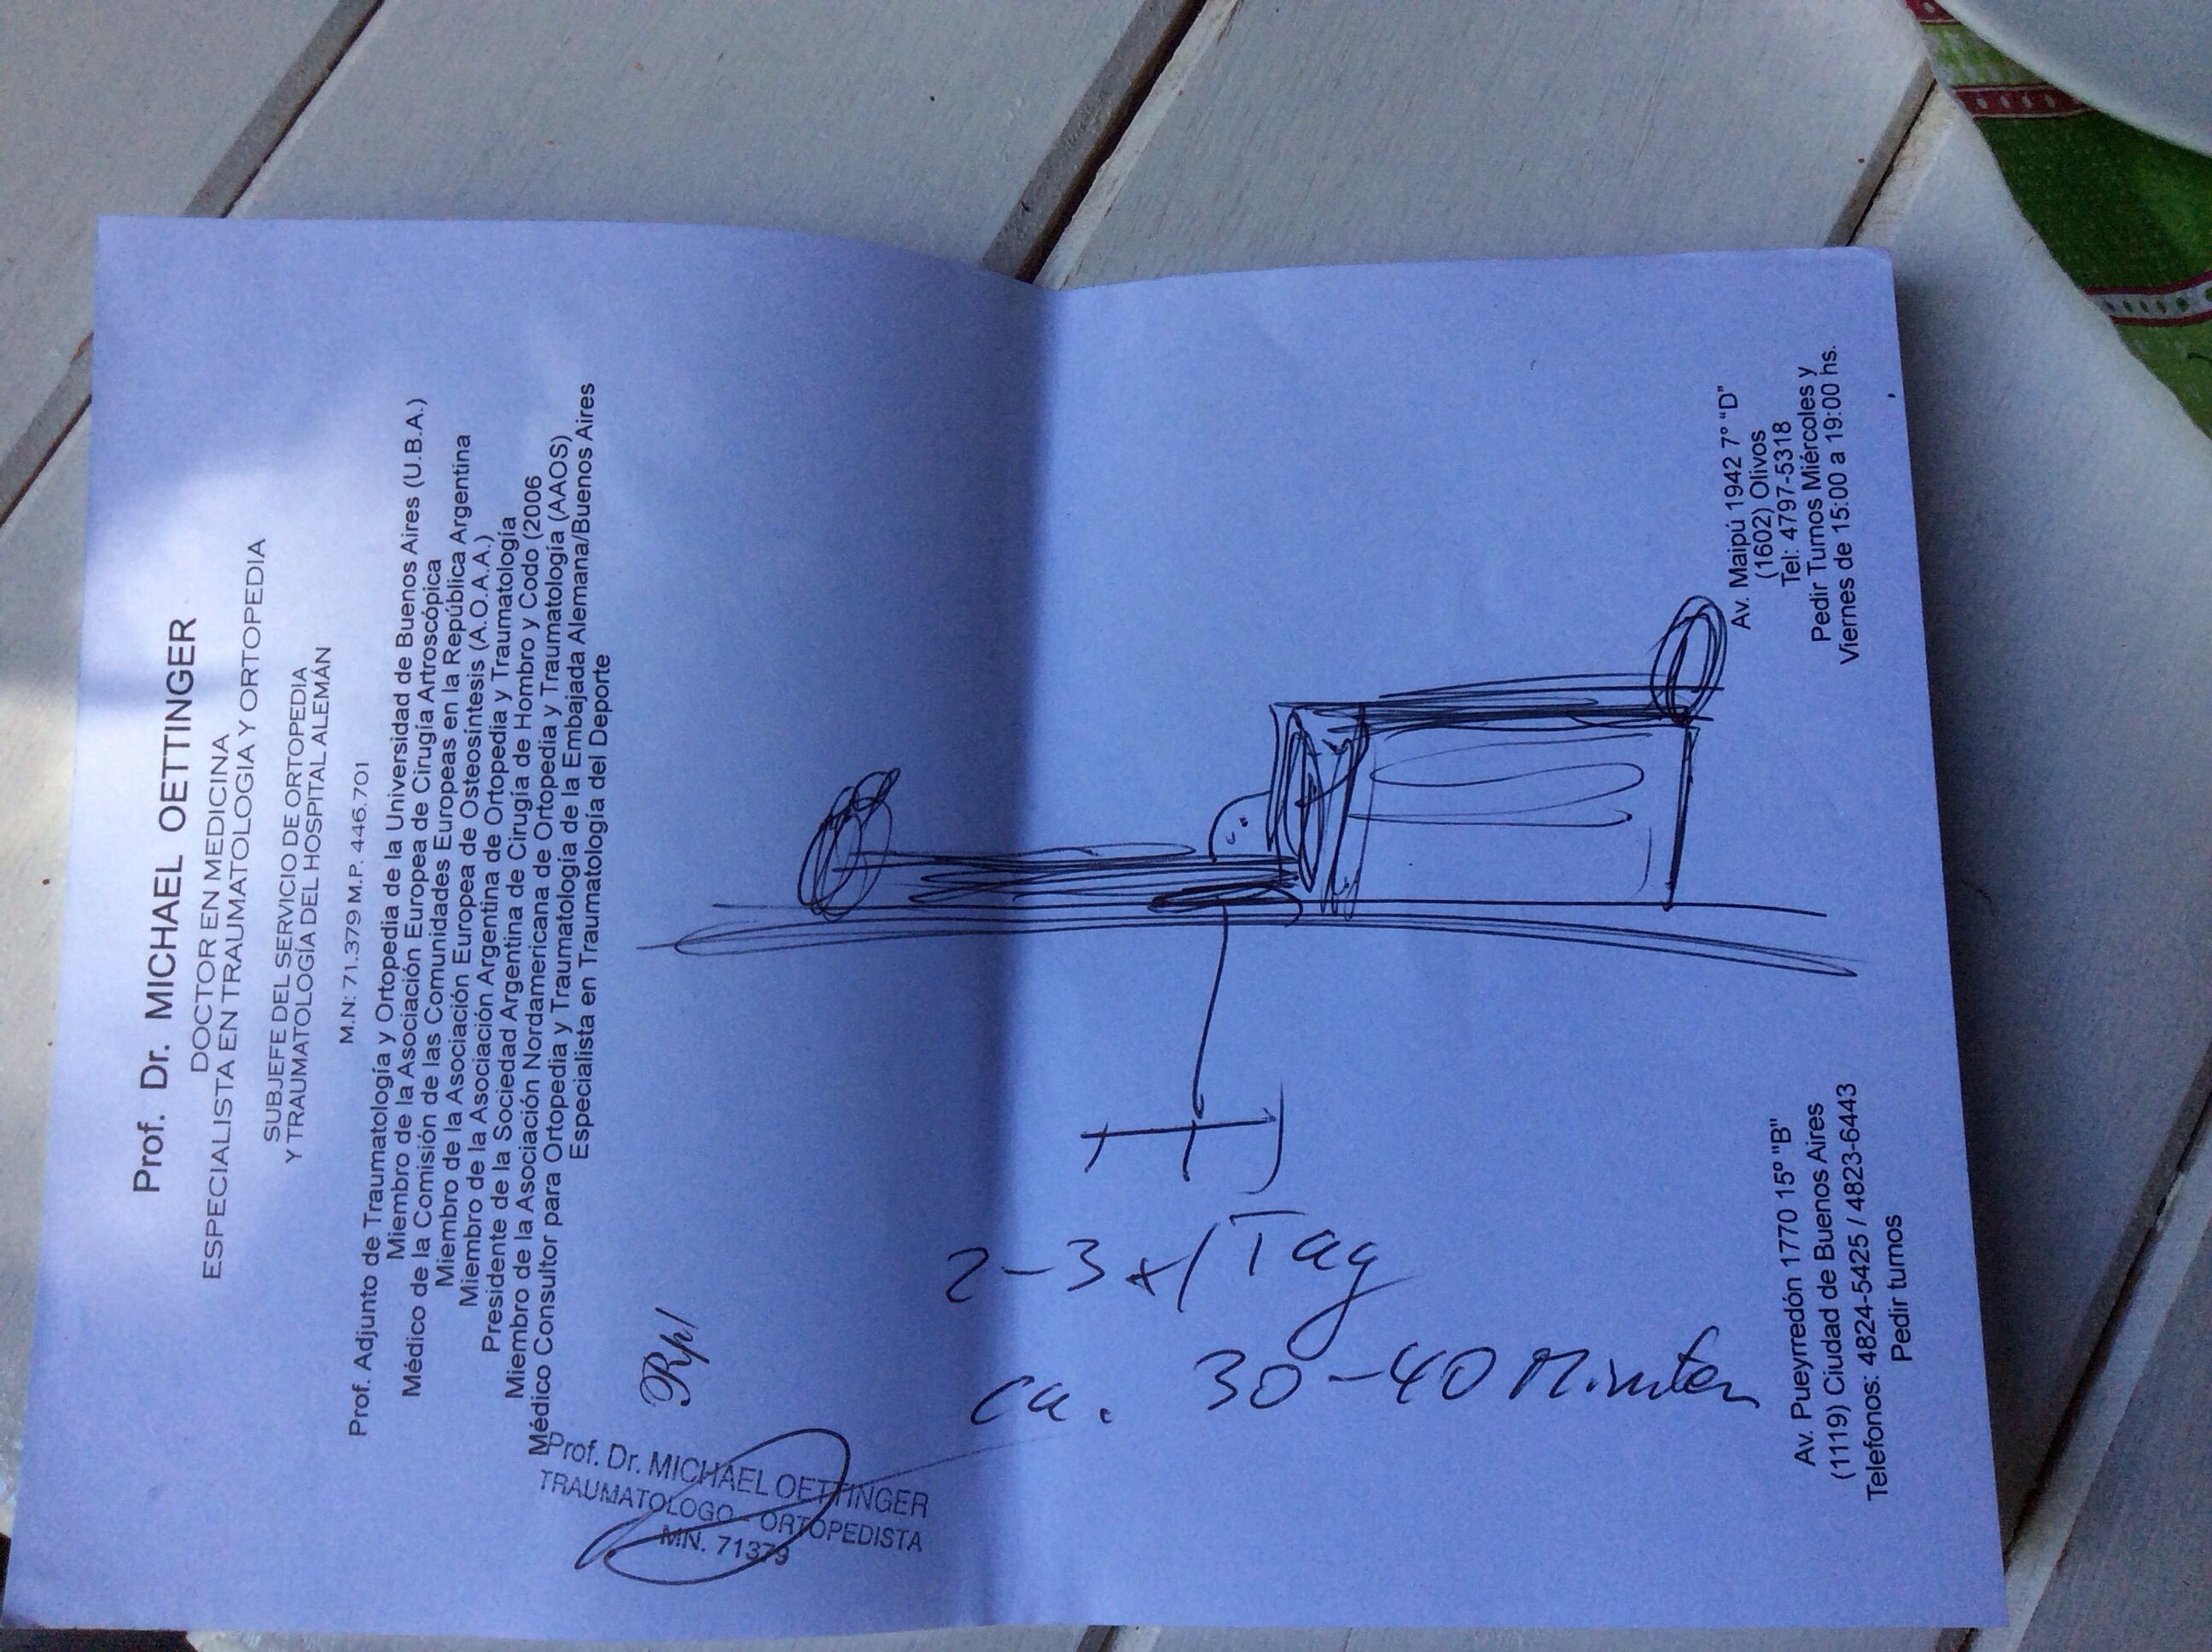 Prof. Dr. MICHAEL OETTINGER
DOCTOR EN MEDICINA
ESPECIALISTA EN TRAUMATOLOGIA Y ORTOPEDIA
SUBJEFE DEL SERVICIO DE ORTOPEDIA
Y TRAUMATOLOGÍA DEL HOSPITAL ALEMÁN
M.N: 71.379 M.P. 446.701
Prof. Adjunto de Traumatología y Ortopedia de la Universidad de Buenos Aires (U.B.A.)
Miembro de la Asociación Europea de Cirugía Artroscópica
Médico de la Comisión de las Comunidades Europeas en la República Argentina
Miembro de la Asociación Europea de Osteosíntesis (A.O.A.A.)
Miembro de la Asociación Argentina de Ortopedia y Traumatología
Presidente de la Sociedad Argentina de Cirugía de Hombro y Codo (2006
Miembro de la Asociación Nordamericana de Ortopedia y Traumatología (AAOS)
Médico Consultor para Ortopedia y Traumatología de la Embajada Alemana/Buenos Aires
Especialista en Traumatología del Deporte
Prof. Dr. MICHAEL OETTINGER
TRAUMATOLOGO - ORTOPEDISTA
MN. 71379
Rp/
2-3x/Tag
ca. 30-40 Minuten
Av. Pueyrredón 1770 15º "B"
(1119) Ciudad de Buenos Aires
Telefonos: 4824-5425 / 4823-6443
Pedir turnos
Av. Maipú 1942 7º "D"
(1602) Olivos
Tel: 4797-5318
Pedir Turnos Miércoles y
Viernes de 15:00 a 19:00 hs.